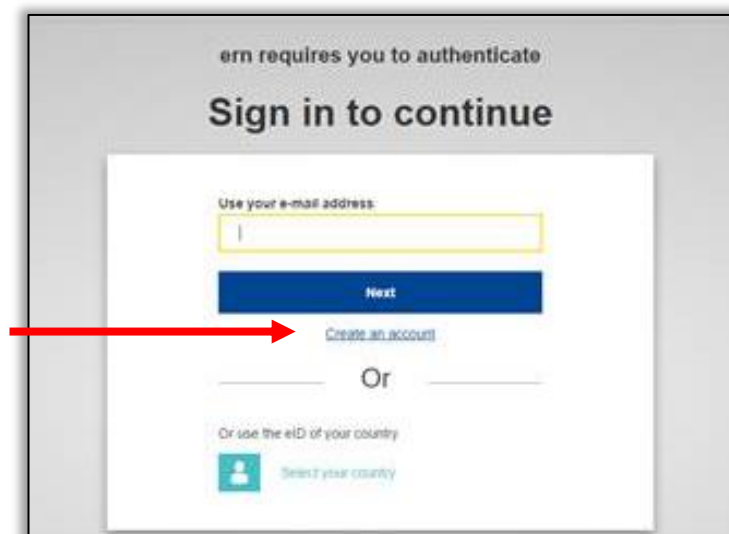 ern requires you to authenticate
Sign in to continue
Use your e-mail address
Next
Create an account
Or
Or use the eID of your country
Select your country